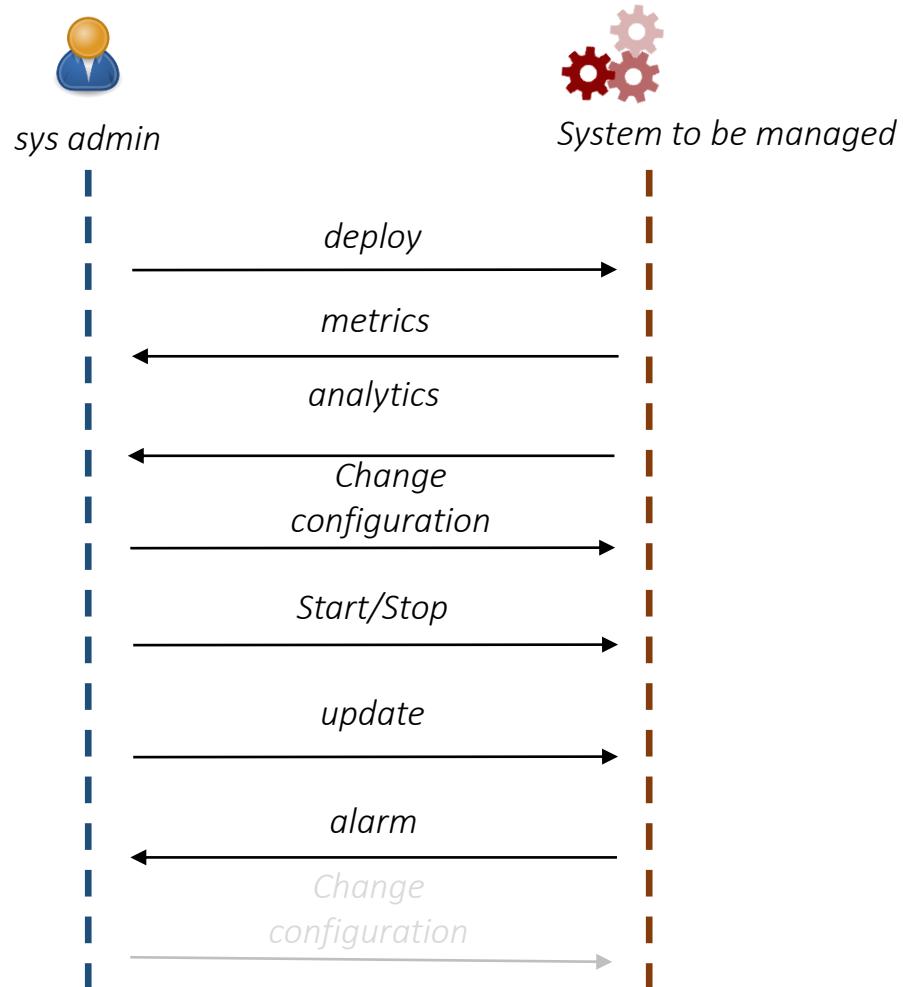 sys admin
System to be managed
deploy
metrics
analytics
Change
configuration
Start/Stop
update
alarm
Change
configuration